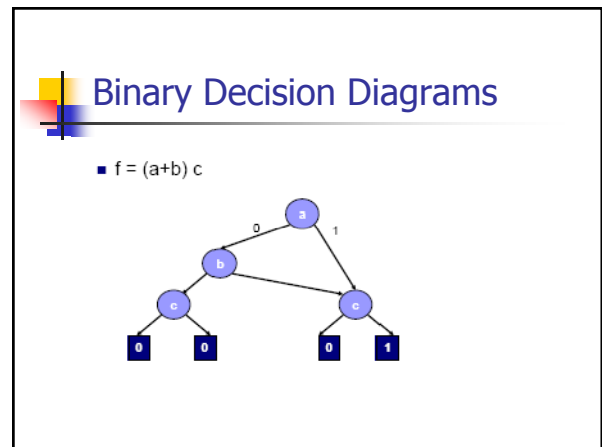 Binary Decision Diagrams
f = (a+b) c
a
0 1
b
c c
0 0 0 1